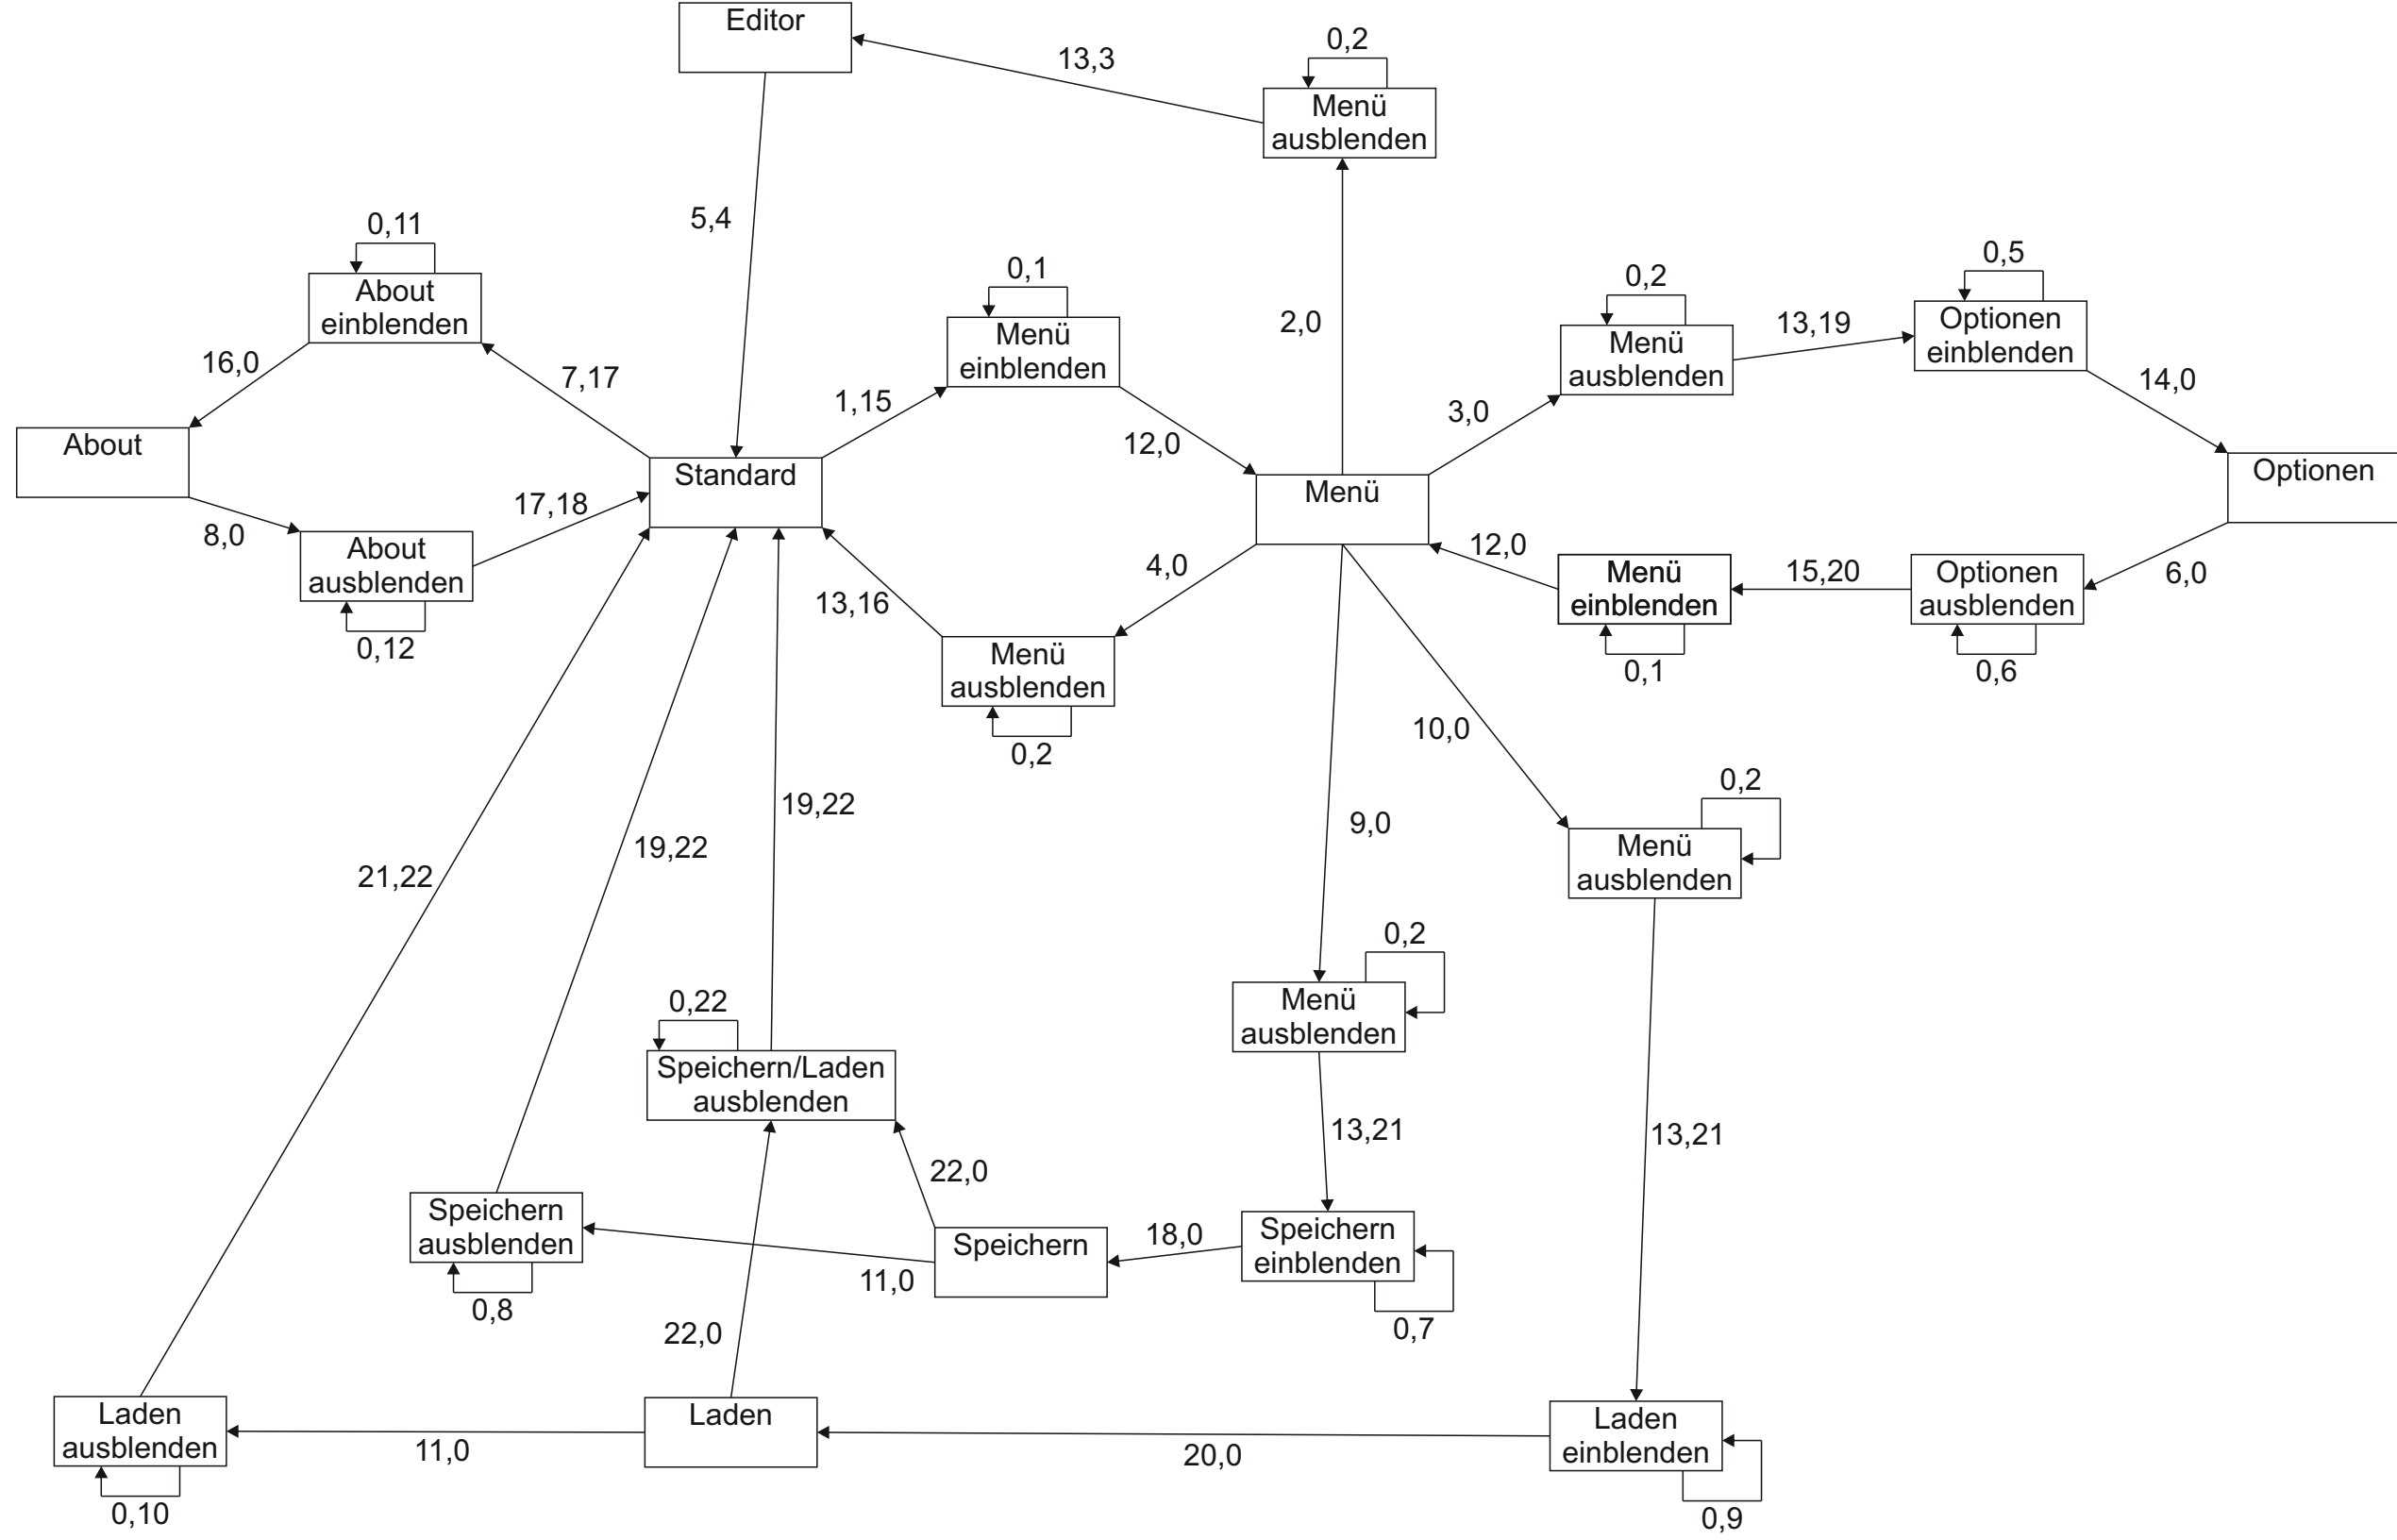 Editor
0,2
13,3
Menü
ausblenden
5,4
0,11
About
einblenden
0,1
Menü
einblenden
2,0
0,2
Menü
ausblenden
13,19
0,5
Optionen
einblenden
16,0
7,17
1,15
12,0
3,0
14,0
About
Standard
Menü
Optionen
8,0
17,18
About
ausblenden
0,12
13,16
4,0
12,0
Menü
einblenden
0,1
15,20
Optionen
ausblenden
0,6
6,0
Menü
ausblenden
0,2
10,0
19,22
9,0
0,2
Menü
ausblenden
19,22
21,22
0,2
Menü
ausblenden
0,22
Speichern/Laden
ausblenden
13,21
13,21
22,0
Speichern
ausblenden
0,8
11,0
Speichern
18,0
Speichern
einblenden
0,7
22,0
Laden
ausblenden
0,10
11,0
Laden
20,0
Laden
einblenden
0,9